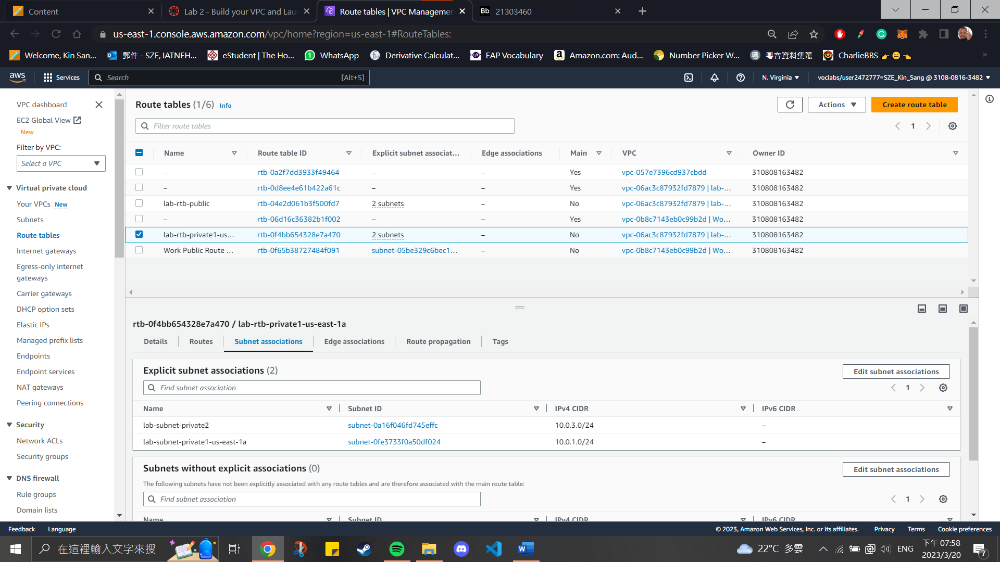 Content
Lab 2 - Build your VPC and Lau
Route tables | VPC Managemen
Bb 21303460
us-east-1.console.aws.amazon.com/vpc/home?region=us-east-1#RouteTables:
Welcome, Kin San...
郵件 - SZE, IATNEH...
eStudent | The Ho...
WhatsApp
Derivative Calculat...
EAP Vocabulary
Amazon.com: Aud...
Number Picker W...
粵音資料集叢
CharlieBBS 👉😑👈
»
aws
Services
Search [Alt+S]
N. Virginia
voclabs/user2472777=SZE_Kin_Sang @ 3108-0816-3482
VPC dashboard
EC2 Global View
New
Filter by VPC:
Select a VPC
Virtual private cloud
Your VPCs New
Subnets
Route tables
Internet gateways
Egress-only internet
gateways
Carrier gateways
DHCP option sets
Elastic IPs
Managed prefix lists
Endpoints
Endpoint services
NAT gateways
Peering connections
Security
Network ACLs
Security groups
DNS firewall
Rule groups
Domain lists
Route tables (1/6) Info
Actions
Create route table
Filter route tables
1
Name Route table ID Explicit subnet associat... Edge associations Main VPC Owner ID
– rtb-0a2f7dd3933f49464 – – Yes vpc-057e7396cd937cbdd 310808163482
– rtb-0d8ee4e61b422a61c – – Yes vpc-06ac3c87932fd7879 | lab-... 310808163482
lab-rtb-public rtb-04e2d061b3f500fd7 2 subnets – No vpc-06ac3c87932fd7879 | lab-... 310808163482
– rtb-06d16c36382b1f002 – – Yes vpc-0b8c7143eb0c99b2d | Wo... 310808163482
lab-rtb-private1-us... rtb-0f4bb654328e7a470 2 subnets – No vpc-06ac3c87932fd7879 | lab-... 310808163482
Work Public Route ... rtb-0f65b38727484f091 subnet-05be329c6bec1... – No vpc-0b8c7143eb0c99b2d | Wo... 310808163482
rtb-0f4bb654328e7a470 / lab-rtb-private1-us-east-1a
Details
Routes
Subnet associations
Edge associations
Route propagation
Tags
Explicit subnet associations (2)
Edit subnet associations
Find subnet association
1
Name Subnet ID IPv4 CIDR IPv6 CIDR
lab-subnet-private2 subnet-0a16f046fd745effc 10.0.3.0/24 –
lab-subnet-private1-us-east-1a subnet-0fe3733f0a50df024 10.0.1.0/24 –
Subnets without explicit associations (0)
Edit subnet associations
The following subnets have not been explicitly associated with any route tables and are therefore associated with the main route table:
Find subnet association
1
Name Subnet ID IPv4 CIDR IPv6 CIDR
Feedback
Language
© 2023, Amazon Web Services, Inc. or its affiliates.
Privacy
Terms
Cookie preferences
在這裡輸入文字來搜
22°C 多雲
ENG
下午 07:58
2023/3/20
7